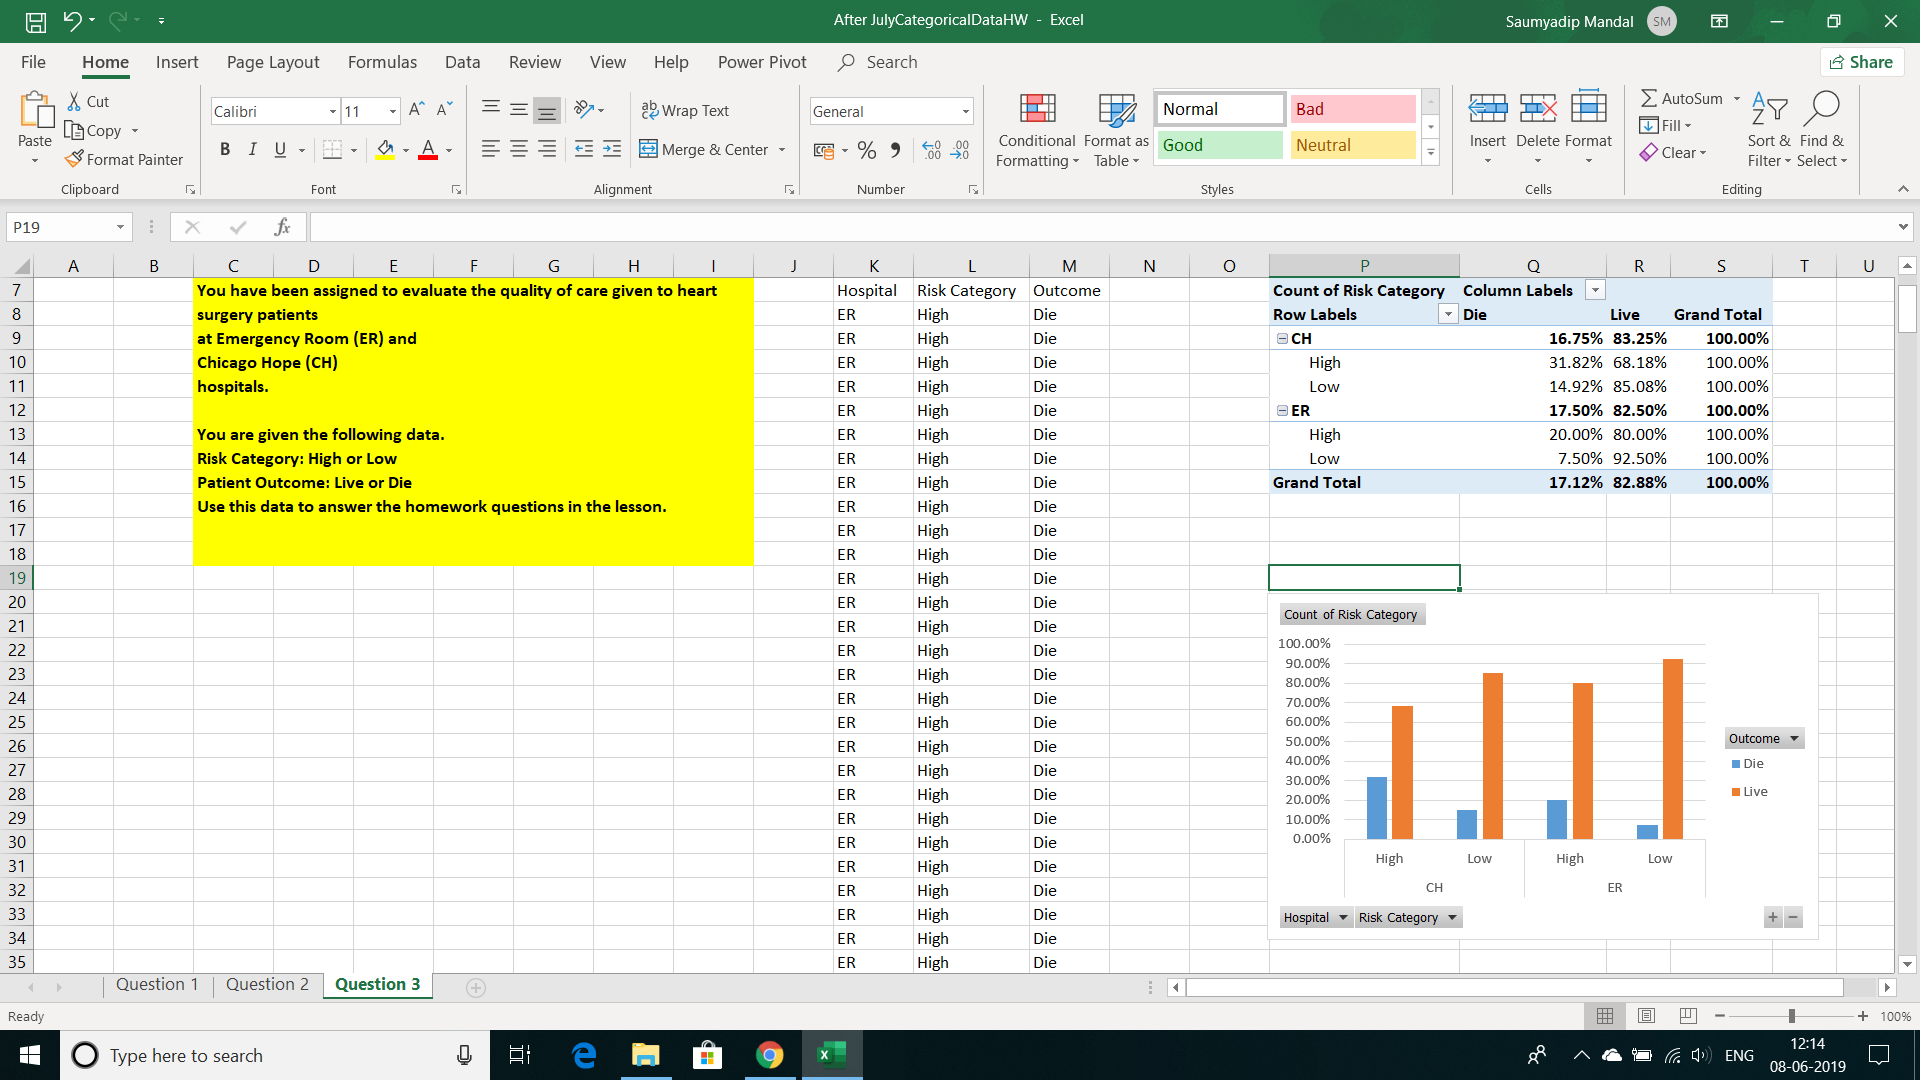 After JulyCategoricalDataHW - Excel
Saumyadip Mandal SM
File Home Insert Page Layout Formulas Data Review View Help Power Pivot Search Share
Paste Cut Copy Format Painter Clipboard
Calibri 11 A A B I U A Font
ab Wrap Text Merge & Center Alignment
General % .00 .00 Number
Conditional Formatting Format as Table Normal Bad Good Neutral Styles
Insert Delete Format Cells
AutoSum Fill Clear Sort & Filter Find & Select Editing
P19 fx
A B C D E F G H I J K L M N O P Q R S T U
7 You have been assigned to evaluate the quality of care given to heart Hospital Risk Category Outcome Count of Risk Category Column Labels
8 surgery patients ER High Die Row Labels Die Live Grand Total
9 at Emergency Room (ER) and ER High Die CH 16.75% 83.25% 100.00%
10 Chicago Hope (CH) ER High Die High 31.82% 68.18% 100.00%
11 hospitals. ER High Die Low 14.92% 85.08% 100.00%
12 ER High Die ER 17.50% 82.50% 100.00%
13 You are given the following data. ER High Die High 20.00% 80.00% 100.00%
14 Risk Category: High or Low ER High Die Low 7.50% 92.50% 100.00%
15 Patient Outcome: Live or Die ER High Die Grand Total 17.12% 82.88% 100.00%
16 Use this data to answer the homework questions in the lesson. ER High Die
17 ER High Die
18 ER High Die
19 ER High Die
20 ER High Die
21 ER High Die
22 ER High Die
23 ER High Die
24 ER High Die
25 ER High Die
26 ER High Die
27 ER High Die
28 ER High Die
29 ER High Die
30 ER High Die
31 ER High Die
32 ER High Die
33 ER High Die
34 ER High Die
35 ER High Die
Count of Risk Category
100.00%
90.00%
80.00%
70.00%
60.00%
50.00%
40.00%
30.00%
20.00%
10.00%
0.00%
High Low High Low
CH ER
Outcome
Die
Live
Hospital Risk Category + -
Question 1 Question 2 Question 3
Ready 100%
Type here to search
ENG 12:14
08-06-2019